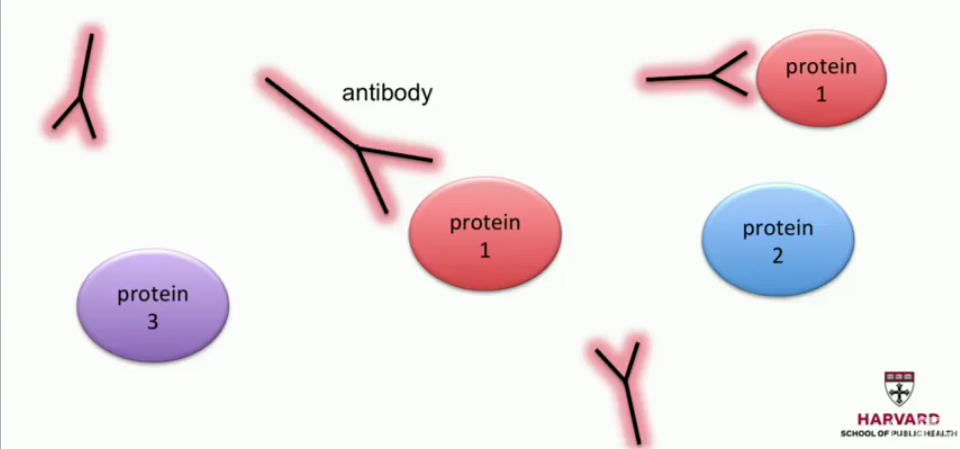 antibody
protein
1
protein
1
protein
2
protein
3
HARVARD
SCHOOL OF PUBLIC HEALTH